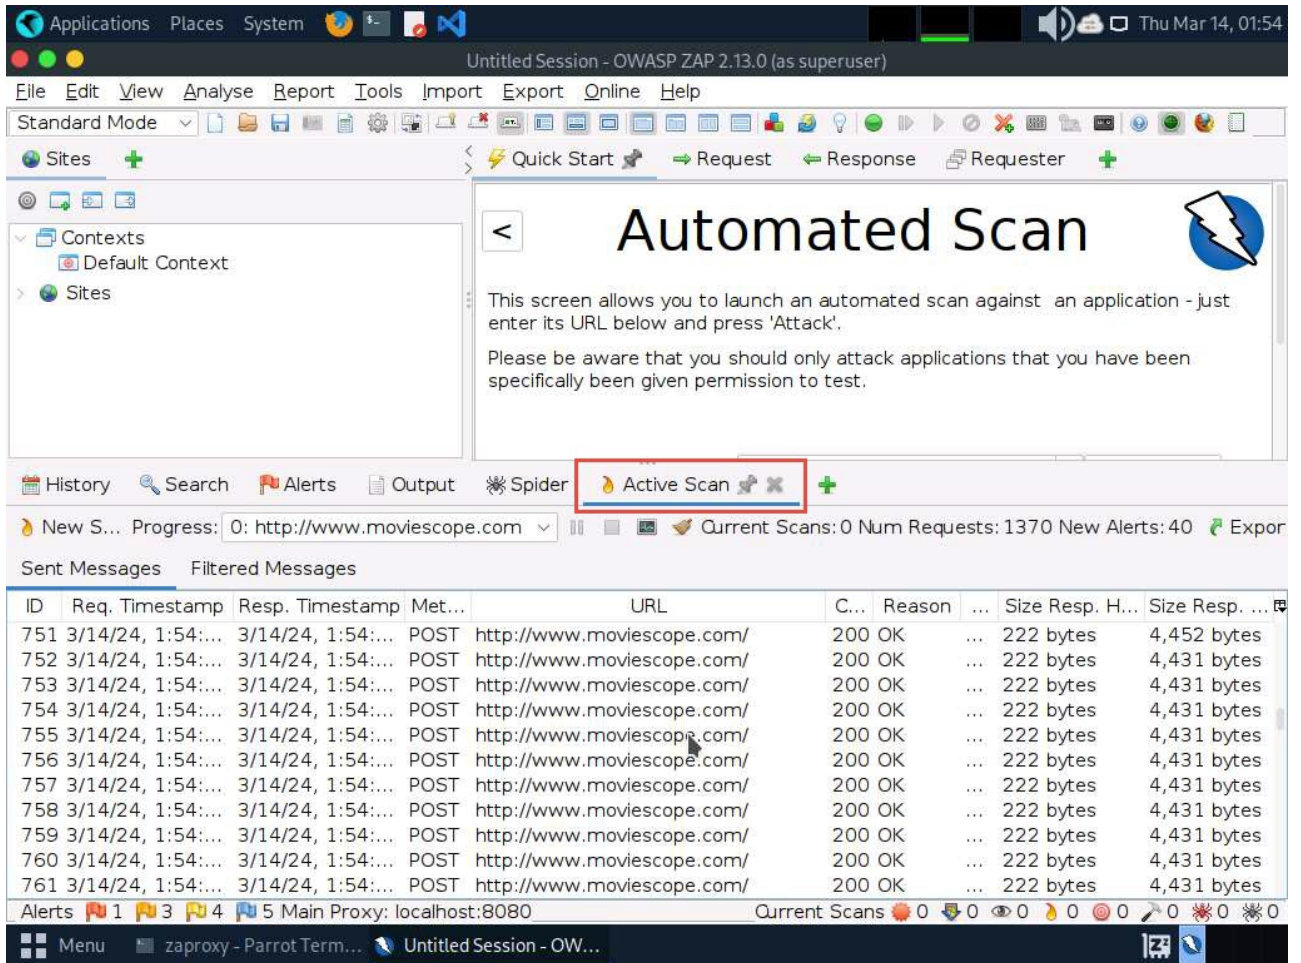 Applications Places System Thu Mar 14, 01:54
Untitled Session - OWASP ZAP 2.13.0 (as superuser)
File Edit View Analyse Report Tools Import Export Online Help
Standard Mode
Sites Quick Start Request Response Requester
Contexts
Default Context
Sites
<
Automated Scan
This screen allows you to launch an automated scan against an application - just
enter its URL below and press 'Attack'.
Please be aware that you should only attack applications that you have been
specifically been given permission to test.
History Search Alerts Output Spider Active Scan
New S... Progress: 0: http://www.moviescope.com Current Scans: 0 Num Requests: 1370 New Alerts: 40 Expor
Sent Messages Filtered Messages
ID Req. Timestamp Resp. Timestamp Met... URL C... Reason ... Size Resp. H... Size Resp. ...
751 3/14/24, 1:54:... 3/14/24, 1:54:... POST http://www.moviescope.com/ 200 OK ... 222 bytes 4,452 bytes
752 3/14/24, 1:54:... 3/14/24, 1:54:... POST http://www.moviescope.com/ 200 OK ... 222 bytes 4,431 bytes
753 3/14/24, 1:54:... 3/14/24, 1:54:... POST http://www.moviescope.com/ 200 OK ... 222 bytes 4,431 bytes
754 3/14/24, 1:54:... 3/14/24, 1:54:... POST http://www.moviescope.com/ 200 OK ... 222 bytes 4,431 bytes
755 3/14/24, 1:54:... 3/14/24, 1:54:... POST http://www.moviescope.com/ 200 OK ... 222 bytes 4,431 bytes
756 3/14/24, 1:54:... 3/14/24, 1:54:... POST http://www.moviescope.com/ 200 OK ... 222 bytes 4,431 bytes
757 3/14/24, 1:54:... 3/14/24, 1:54:... POST http://www.moviescope.com/ 200 OK ... 222 bytes 4,431 bytes
758 3/14/24, 1:54:... 3/14/24, 1:54:... POST http://www.moviescope.com/ 200 OK ... 222 bytes 4,431 bytes
759 3/14/24, 1:54:... 3/14/24, 1:54:... POST http://www.moviescope.com/ 200 OK ... 222 bytes 4,431 bytes
760 3/14/24, 1:54:... 3/14/24, 1:54:... POST http://www.moviescope.com/ 200 OK ... 222 bytes 4,431 bytes
761 3/14/24, 1:54:... 3/14/24, 1:54:... POST http://www.moviescope.com/ 200 OK ... 222 bytes 4,431 bytes
Alerts 1 3 4 5 Main Proxy: localhost:8080 Current Scans 0 0 0 0 0 0 0 0
Menu zaproxy - Parrot Term... Untitled Session - OW...